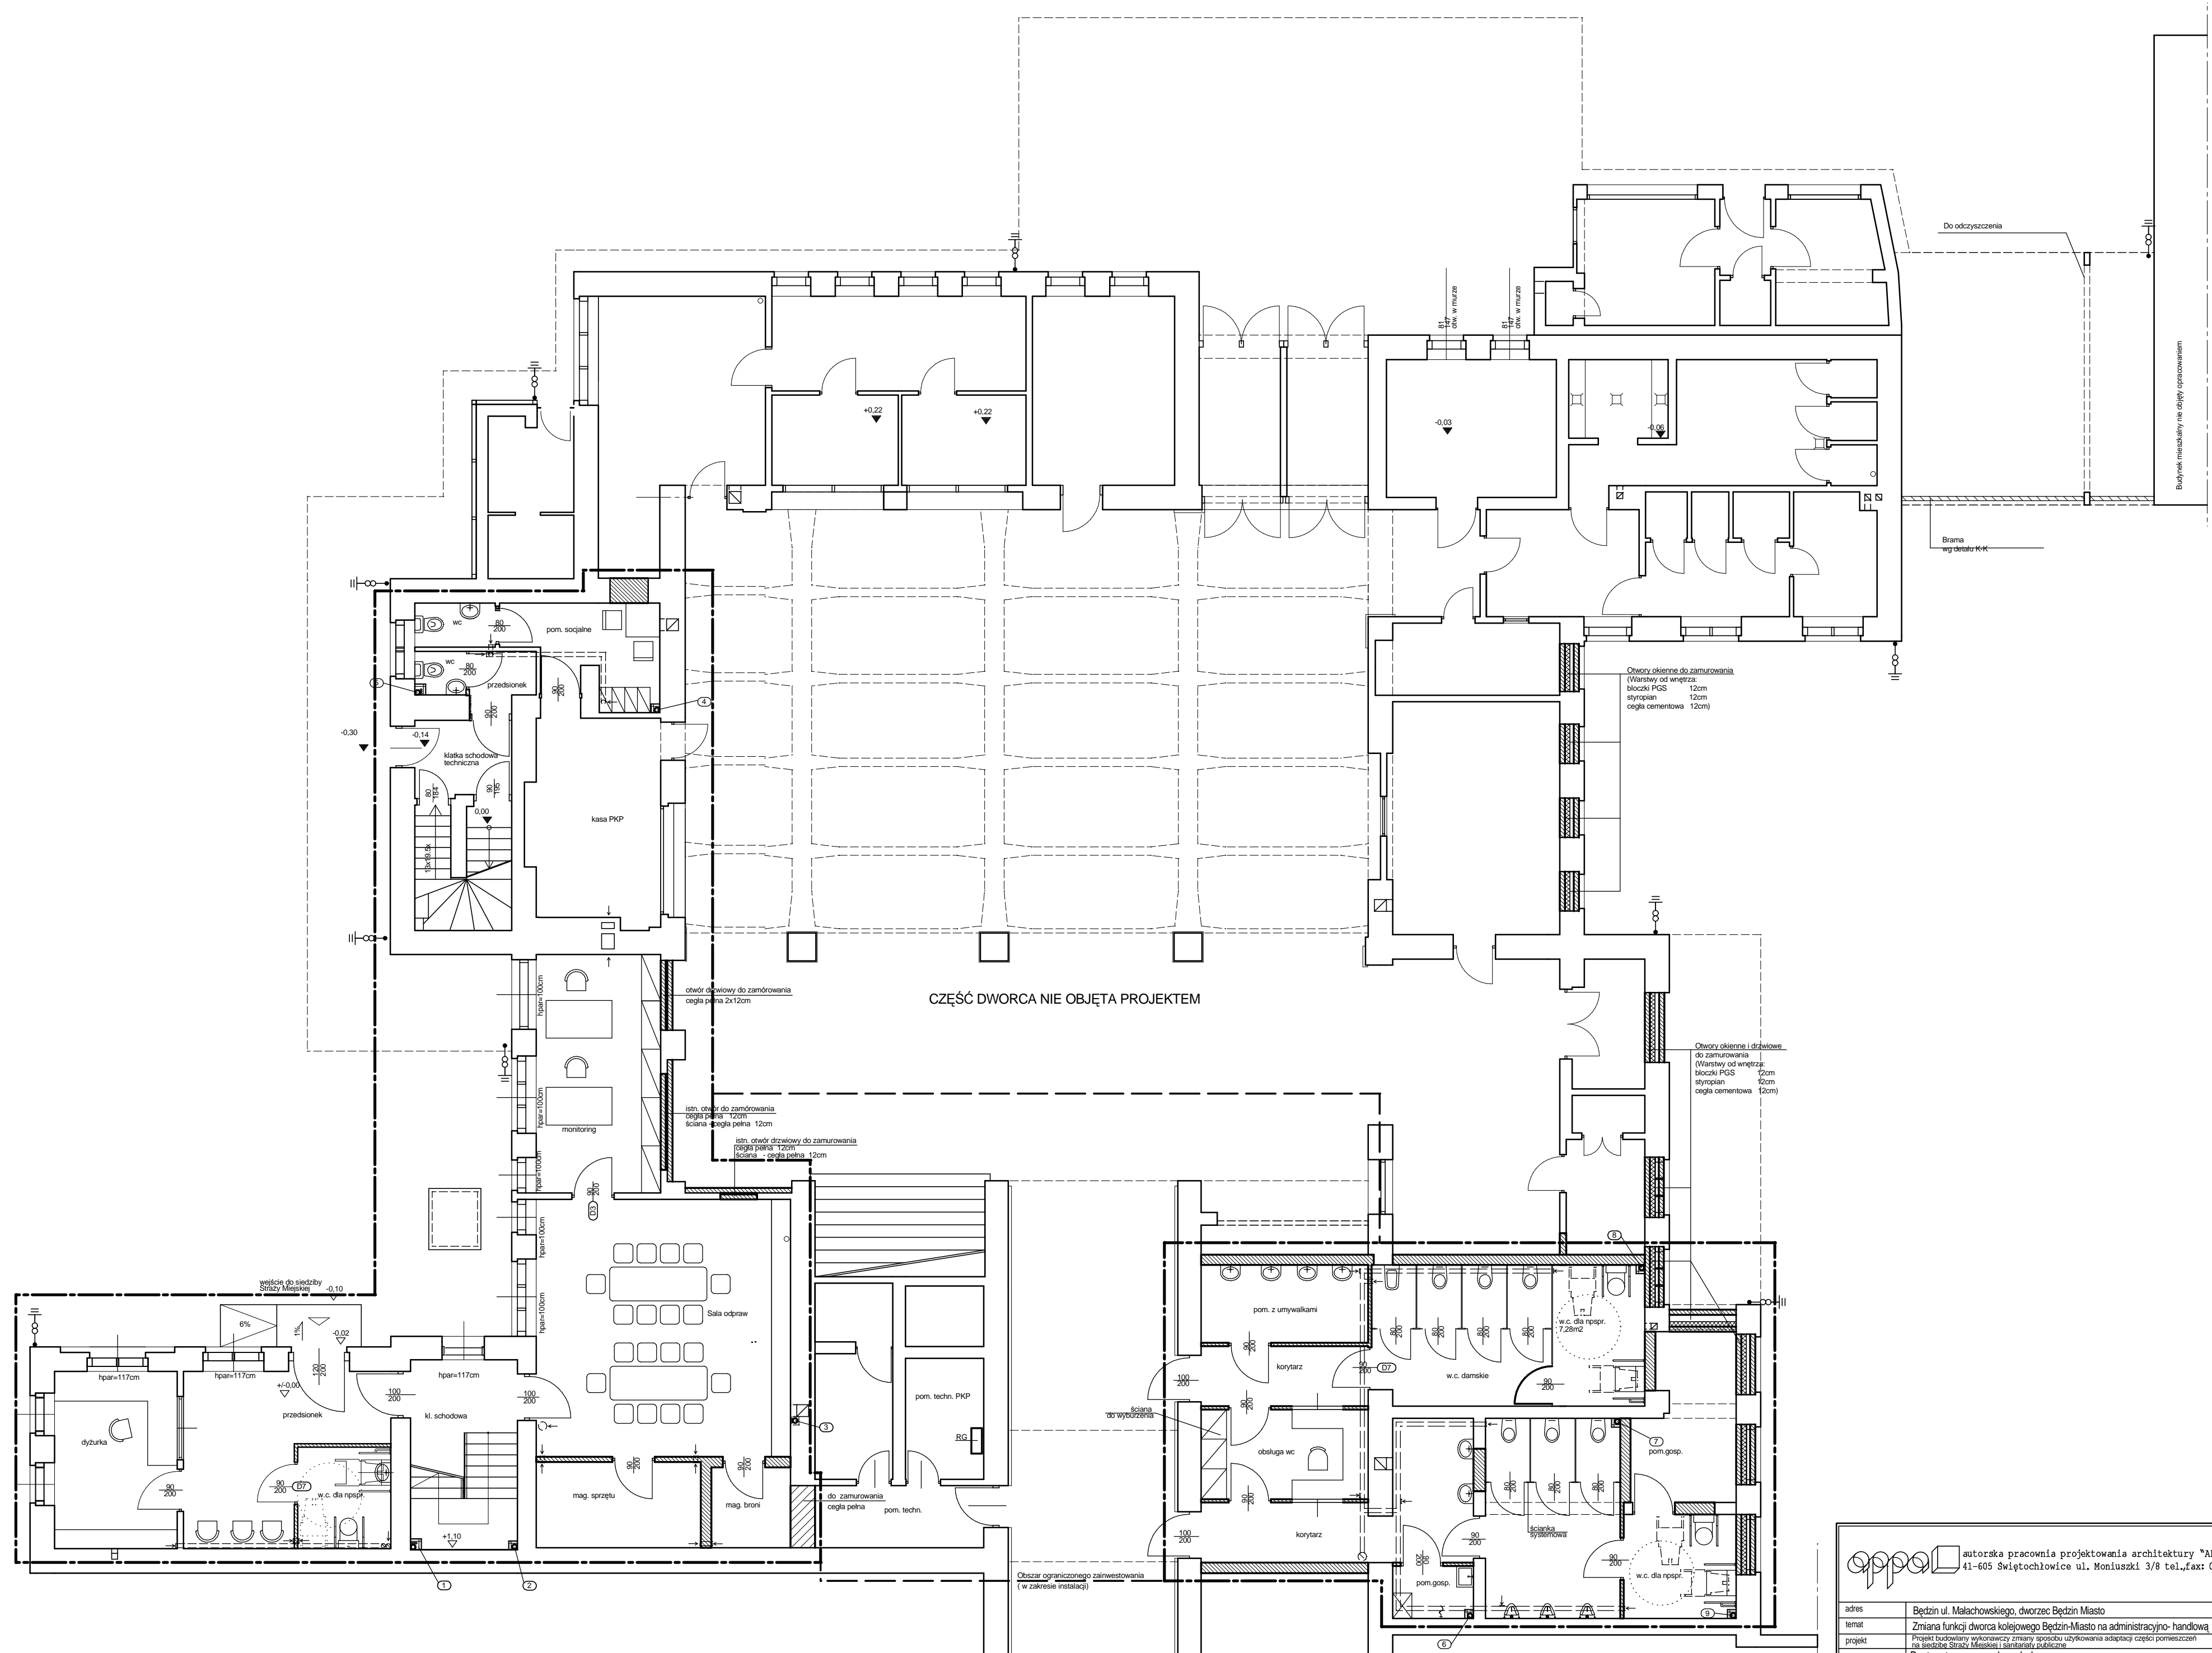 Do odczyszczenia
Budynek mieszkalny nie objęty opracowaniem
81
147
otw. w murze
81
147
otw. w murze
+0,22
+0,22
-0,03
-0,06
Brama
wg detalu K-K
wc
80
200
pom. socjalne
wc
80
200
przedsionek
5
90
200
90
200
4
-0,30
-0,14
klatka schodowa
techniczna
80
184
90
195
0,00
kasa PKP
Otwory okienne do zamurowania
(Warstwy od wnętrza:
bloczki PGS 12cm
styropian 12cm
cegła cementowa 12cm)
hpar=100cm
otwór drzwiowy do zamórowania
cegła pełna 2x12cm
CZĘŚĆ DWORCA NIE OBJĘTA PROJEKTEM
Otwory okienne i drzwiowe
do zamurowania
(Warstwy od wnętrza:
bloczki PGS 12cm
styropian 12cm
cegła cementowa 12cm)
hpar=100cm
monitoring
istn. otwór do zamórowania
cegła pełna 12cm
ściana - cegła pełna 12cm
istn. otwór drzwiowy do zamurowania
cegła pełna 12cm
ściana - cegła pełna 12cm
hpar=100cm
90
200
D3
hpar=100cm
hpar=100cm
8
wejście do siedziby
Straży Miejskiej
-0,10
6%
1%
-0,02
120
200
Sala odpraw
hpar=117cm
hpar=117cm
+/-0,00
100
200
hpar=117cm
100
200
przedsionek
kl. schodowa
dyżurka
3
pom. techn. PKP
RG
pom. z umywalkami
90
200
korytarz
90
200
D7
100
200
80
200
80
200
80
200
80
200
w.c. dla npspr.
7,28m2
w.c. damskie
90
200
ściana
do wyburzenia
90
200
obsługa wc
7
pom.gosp.
90
200
90
200
D7
w.c. dla npspr.
90
200
mag. sprzętu
90
200
mag. broni
do zamurowania
cegła pełna
pom. techn.
90
200
korytarz
100
200
80
200
80
200
80
200
ścianka
systemowa
90
200
+1,10
1
2
Obszar ograniczonego zainwestowania
( w zakresie instalacji)
90
200
pom.gosp.
90
200
w.c. dla npspr.
6
9
appa
autorska pracownia projektowania architektury
41-605 Świętochłowice ul. Moniuszki 3/8 tel.,fax:
adres Będzin ul. Małachowskiego, dworzec Będzin Miasto
temat Zmiana funkcji dworca kolejowego Będzin-Miasto na administracyjno- handlową
projekt Projekt budowlany wykonawczy zmiany sposobu użytkowania adaptacji części pomieszczeń
na siedzibę Straży Miejskiej i sanitariaty publiczne